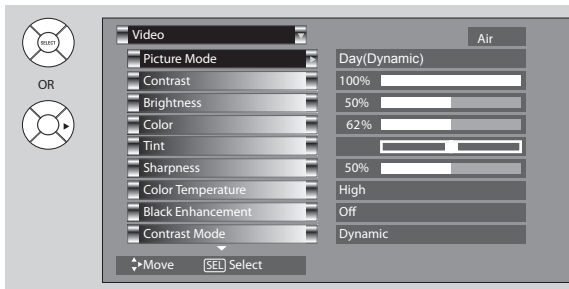 SELECT
OR
Video Air
Picture Mode Day(Dynamic)
Contrast 100%
Brightness 50%
Color 62%
Tint
Sharpness 50%
Color Temperature High
Black Enhancement Off
Contrast Mode Dynamic
Move SEL Select